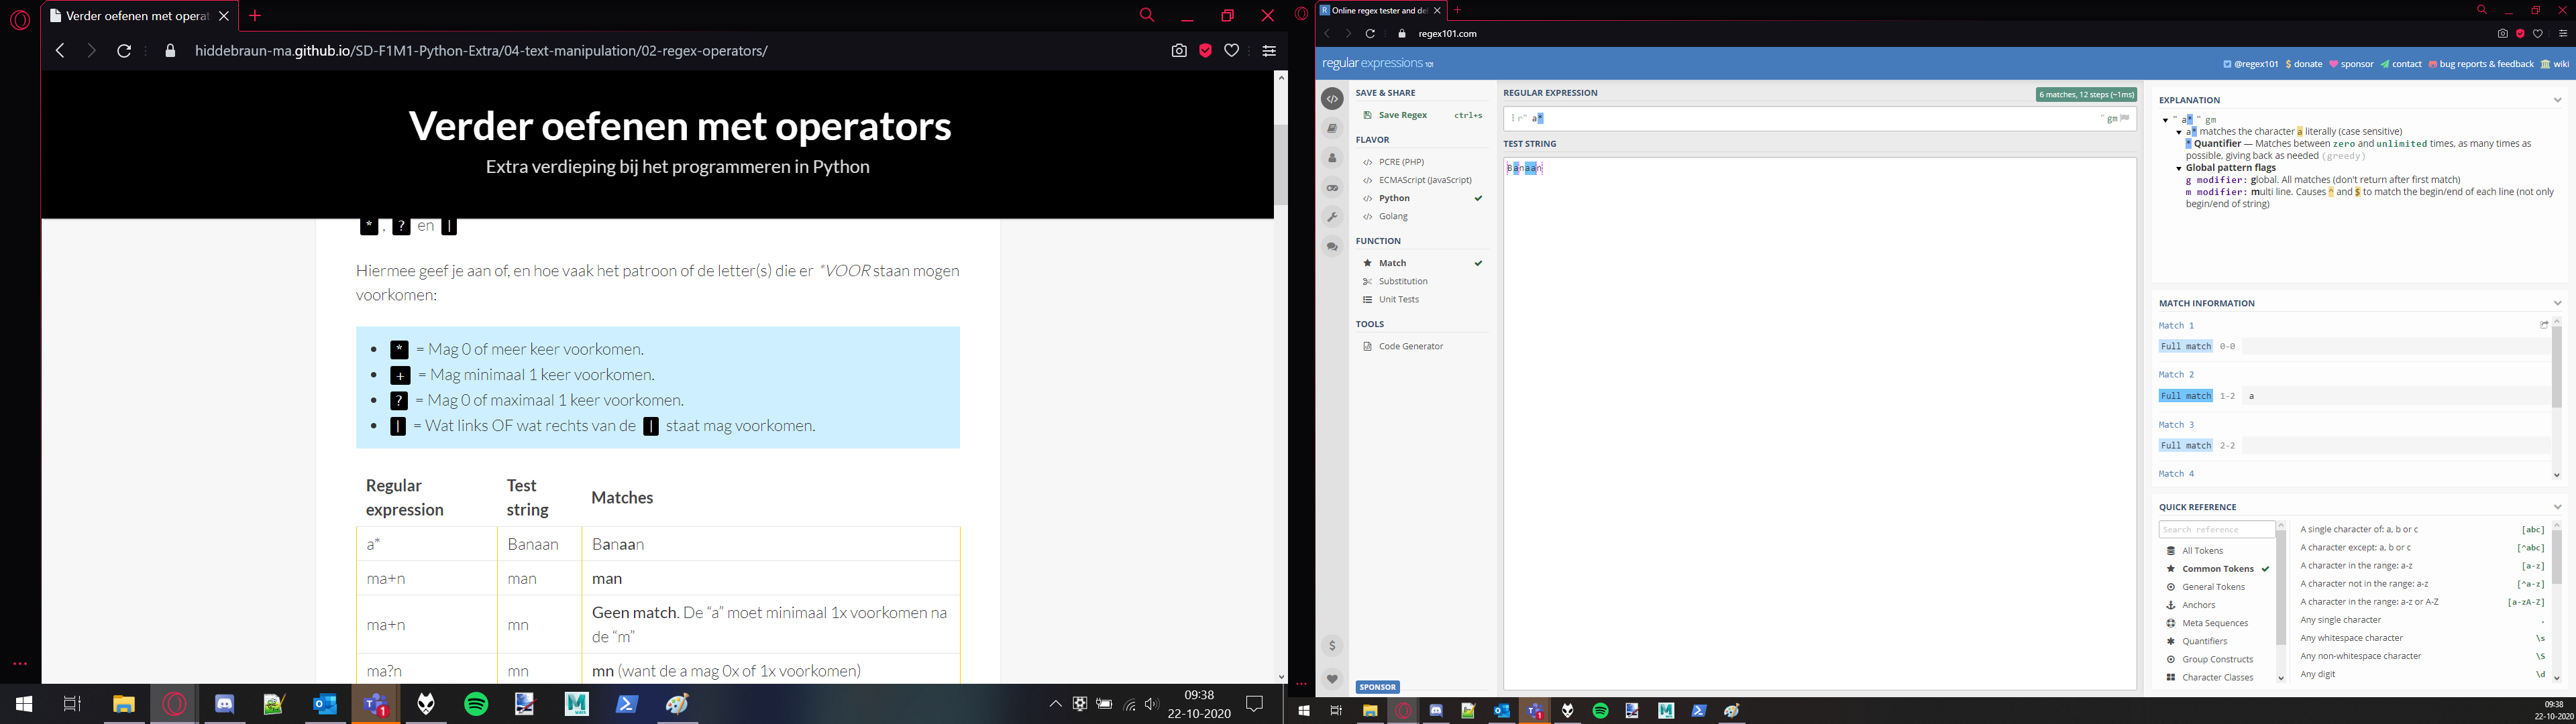 Verder oefenen met operat
hiddebraun-ma.github.io/SD-F1M1-Python-Extra/04-text-manipulation/02-regex-operators/
Verder oefenen met operators
Extra verdieping bij het programmeren in Python
* , ? en |
Hiermee geef je aan of, en hoe vaak het patroon of de letter(s) die er *VOOR staan mogen
voorkomen:
* = Mag 0 of meer keer voorkomen.
+ = Mag minimaal 1 keer voorkomen.
? = Mag 0 of maximaal 1 keer voorkomen.
| = Wat links OF wat rechts van de | staat mag voorkomen.
Regular expression Test string Matches
a* Banaan Banaan
ma+n man man
ma+n mn Geen match. De “a” moet minimaal 1x voorkomen na
de “m”
ma?n mn mn (want de a mag 0x of 1x voorkomen)
09:38
22-10-2020
Online regex tester and de
regex101.com
regular expressions 101
@regex101 $ donate sponsor contact bug reports & feedback wiki
SAVE & SHARE
Save Regex ctrl+s
FLAVOR
</> PCRE (PHP)
</> ECMAScript (JavaScript)
</> Python
</> Golang
FUNCTION
Match
Substitution
Unit Tests
TOOLS
Code Generator
SPONSOR
REGULAR EXPRESSION
6 matches, 12 steps (~1ms)
r" a* " gm
TEST STRING
Banaan
EXPLANATION
" a* " gm
a* matches the character a literally (case sensitive)
* Quantifier — Matches between zero and unlimited times, as many times as
possible, giving back as needed (greedy)
Global pattern flags
g modifier: global. All matches (don't return after first match)
m modifier: multi line. Causes ^ and $ to match the begin/end of each line (not only
begin/end of string)
MATCH INFORMATION
Match 1
Full match 0-0
Match 2
Full match 1-2 a
Match 3
Full match 2-2
Match 4
QUICK REFERENCE
Search reference
All Tokens
Common Tokens
General Tokens
Anchors
Meta Sequences
Quantifiers
Group Constructs
Character Classes
A single character of: a, b or c [abc]
A character except: a, b or c [^abc]
A character in the range: a-z [a-z]
A character not in the range: a-z [^a-z]
A character in the range: a-z or A-Z [a-zA-Z]
Any single character .
Any whitespace character \s
Any non-whitespace character \S
Any digit \d
09:38
22-10-2020